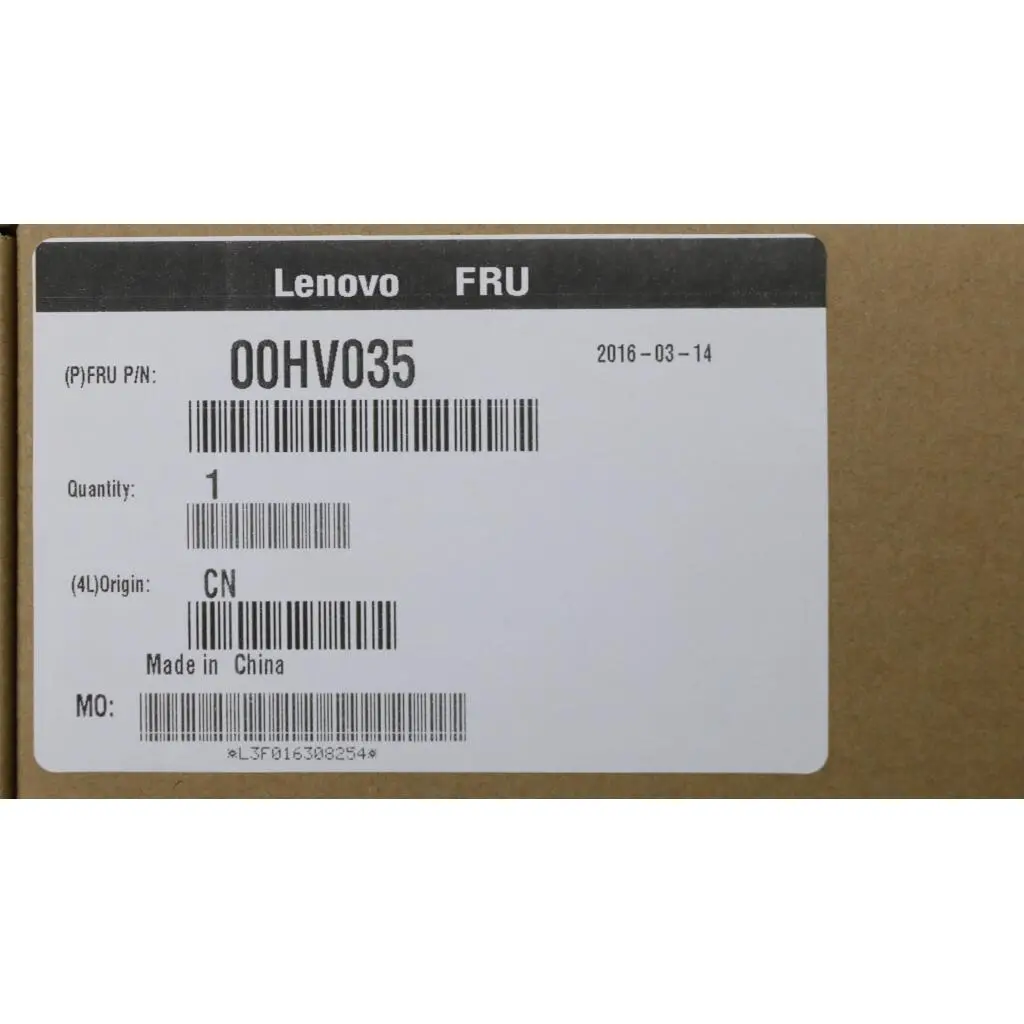 Lenovo FRU
(P)FRU P/N: 00HV035 2016-03-14
Quantity: 1
(4L)Origin: CN
Made in China
MO:
*L3F016308254*